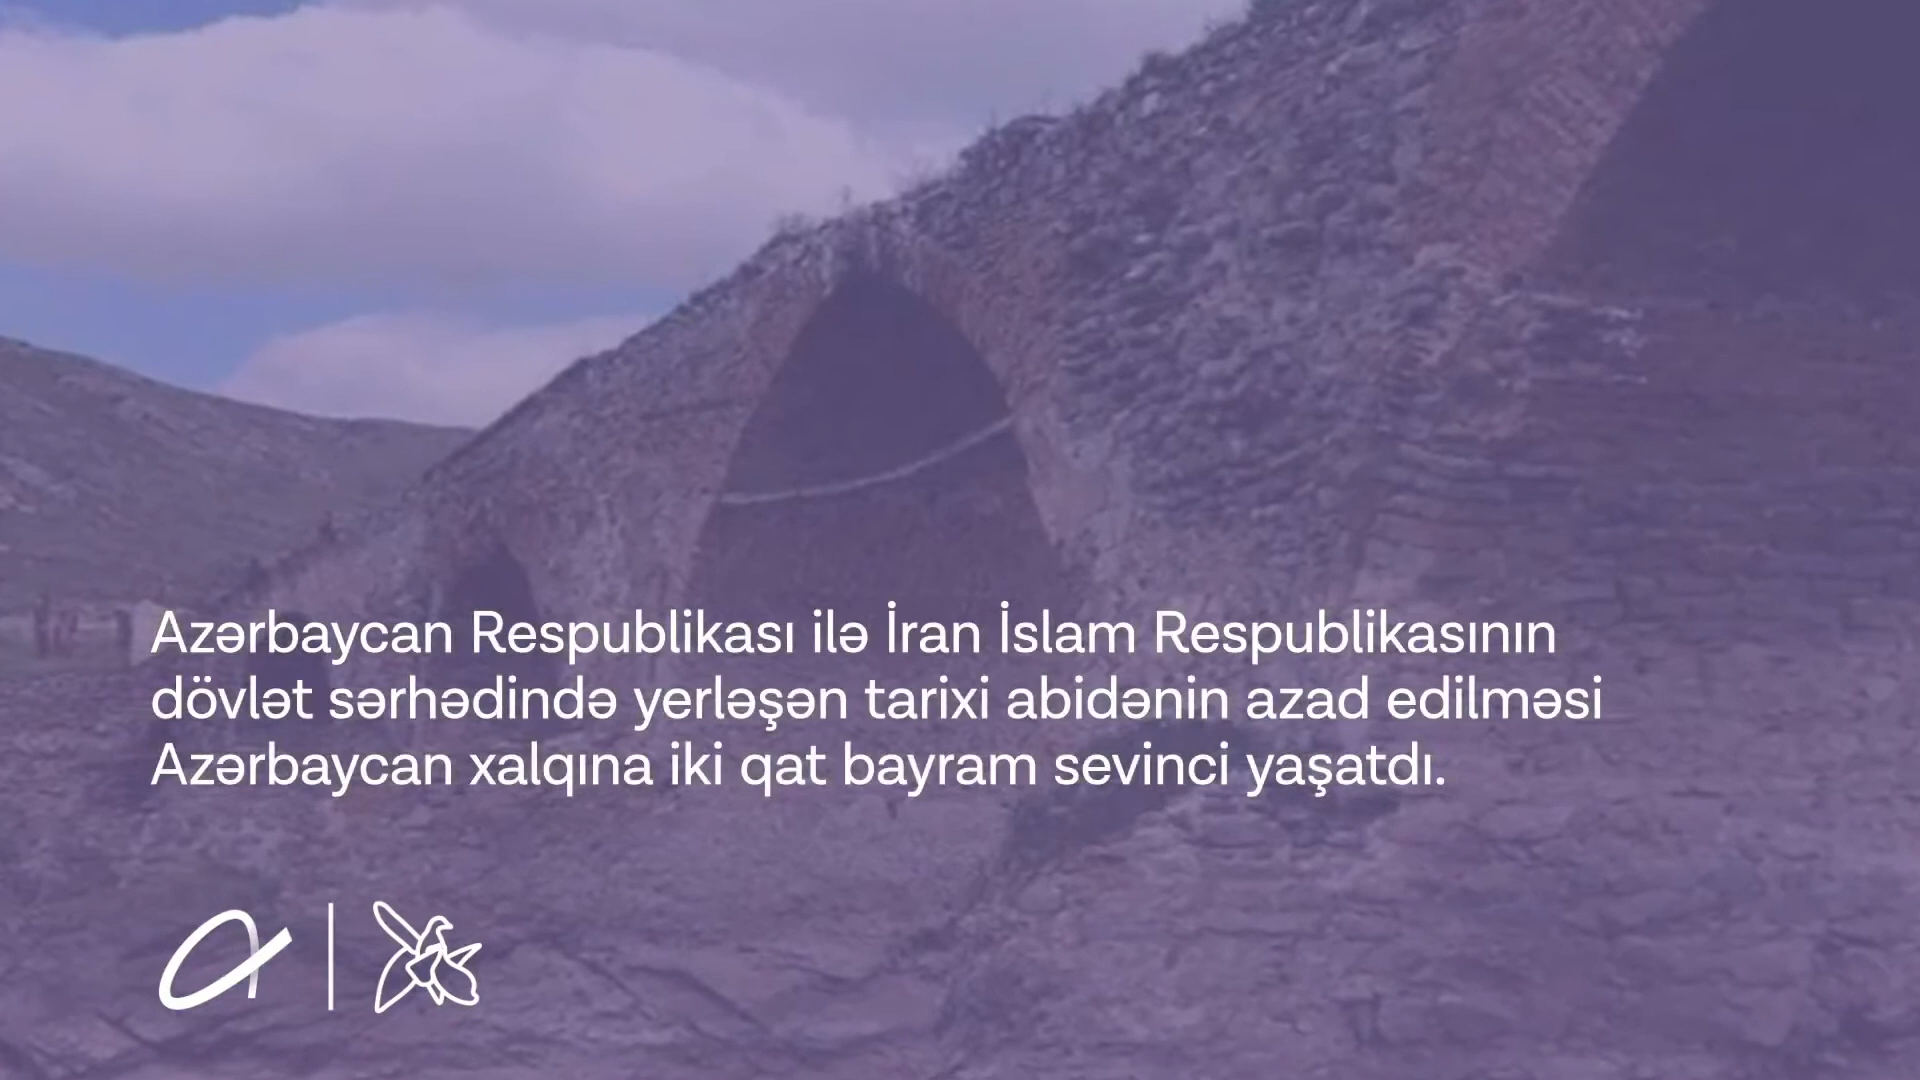 Azərbaycan Respublikası ilə İran İslam Respublikasının
dövlət sərhədində yerləşən tarixi abidənin azad edilməsi
Azərbaycan xalqına iki qat bayram sevinci yaşatdı.